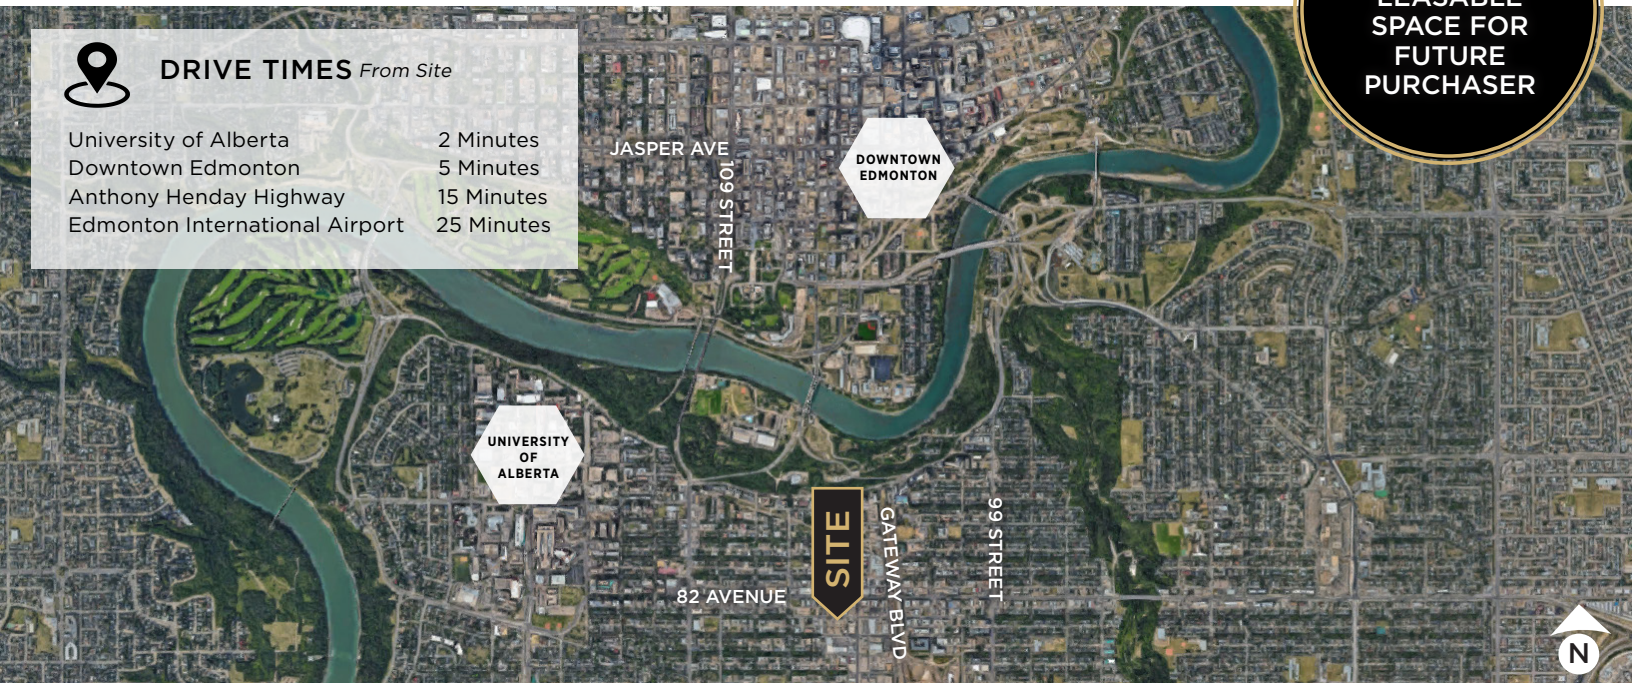 LEASABLE
SPACE FOR
FUTURE
PURCHASER
DRIVE TIMES From Site
University of Alberta 2 Minutes
Downtown Edmonton 5 Minutes
Anthony Henday Highway 15 Minutes
Edmonton International Airport 25 Minutes
JASPER AVE
109 STREET
DOWNTOWN
EDMONTON
UNIVERSITY
OF
ALBERTA
SITE
GATEWAY BLVD
99 STREET
82 AVENUE
N